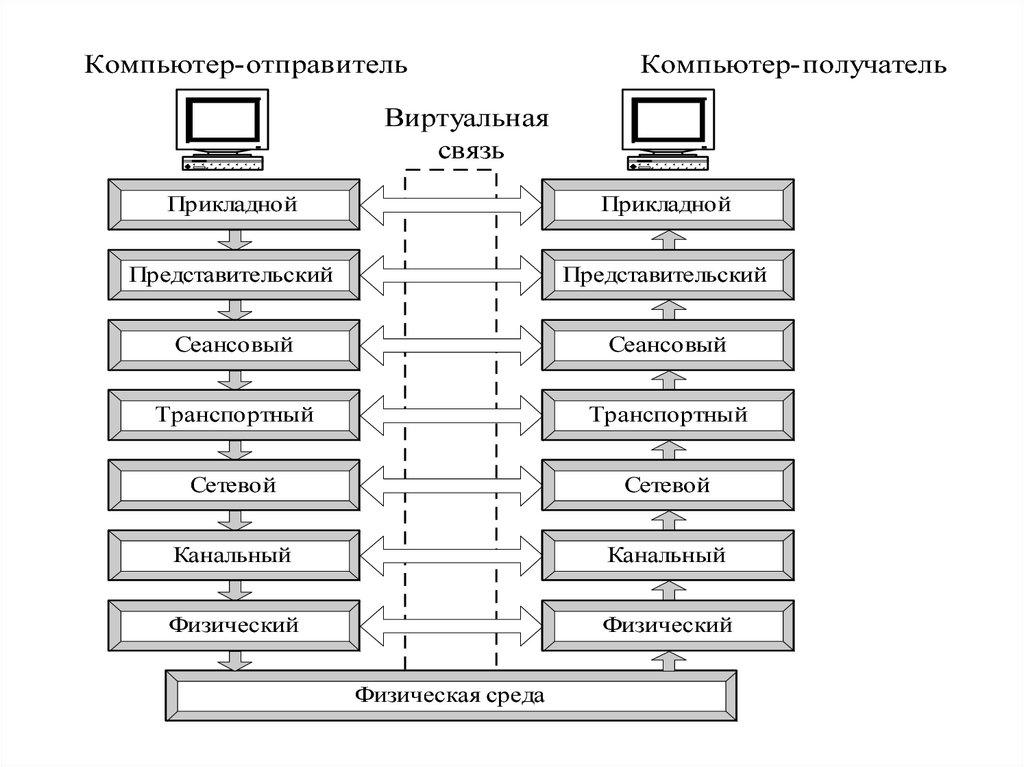 Компьютер-отправитель
Компьютер-получатель
Виртуальная
связь
Прикладной
Прикладной
Представительский
Представительский
Сеансовый
Сеансовый
Транспортный
Транспортный
Сетевой
Сетевой
Канальный
Канальный
Физический
Физический
Физическая среда